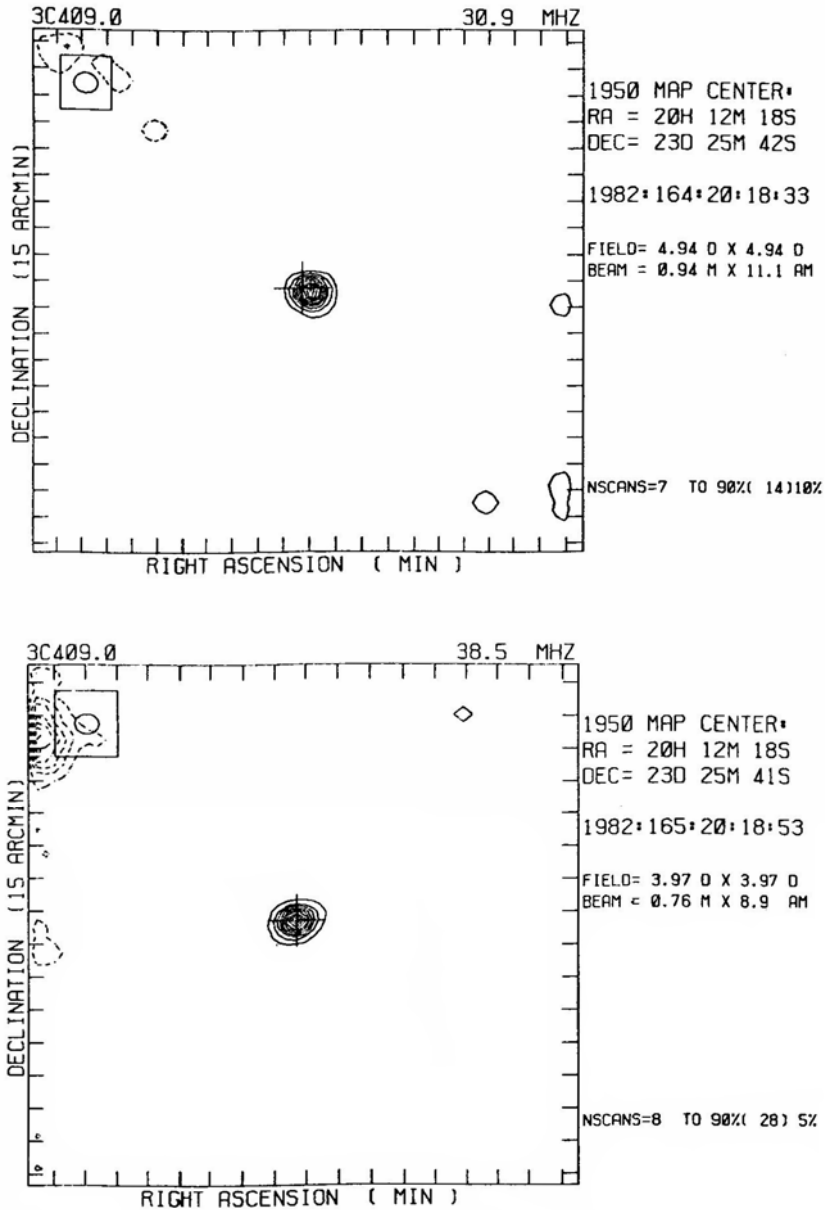 3C409.0 30.9 MHZ
1950 MAP CENTER:
RA = 20H 12M 18S
DEC= 23D 25M 42S
1982:164:20:18:33
FIELD= 4.94 D X 4.94 D
BEAM = 0.94 M X 11.1 AM
NSCANS=7 TO 90%( 14)10%
DECLINATION (15 ARCMIN)
RIGHT ASCENSION ( MIN )
3C409.0 38.5 MHZ
1950 MAP CENTER:
RA = 20H 12M 18S
DEC= 23D 25M 41S
1982:165:20:18:53
FIELD= 3.97 D X 3.97 D
BEAM = 0.76 M X 8.9 AM
NSCANS=8 TO 90%( 28) 5%
DECLINATION (15 ARCMIN)
RIGHT ASCENSION ( MIN )